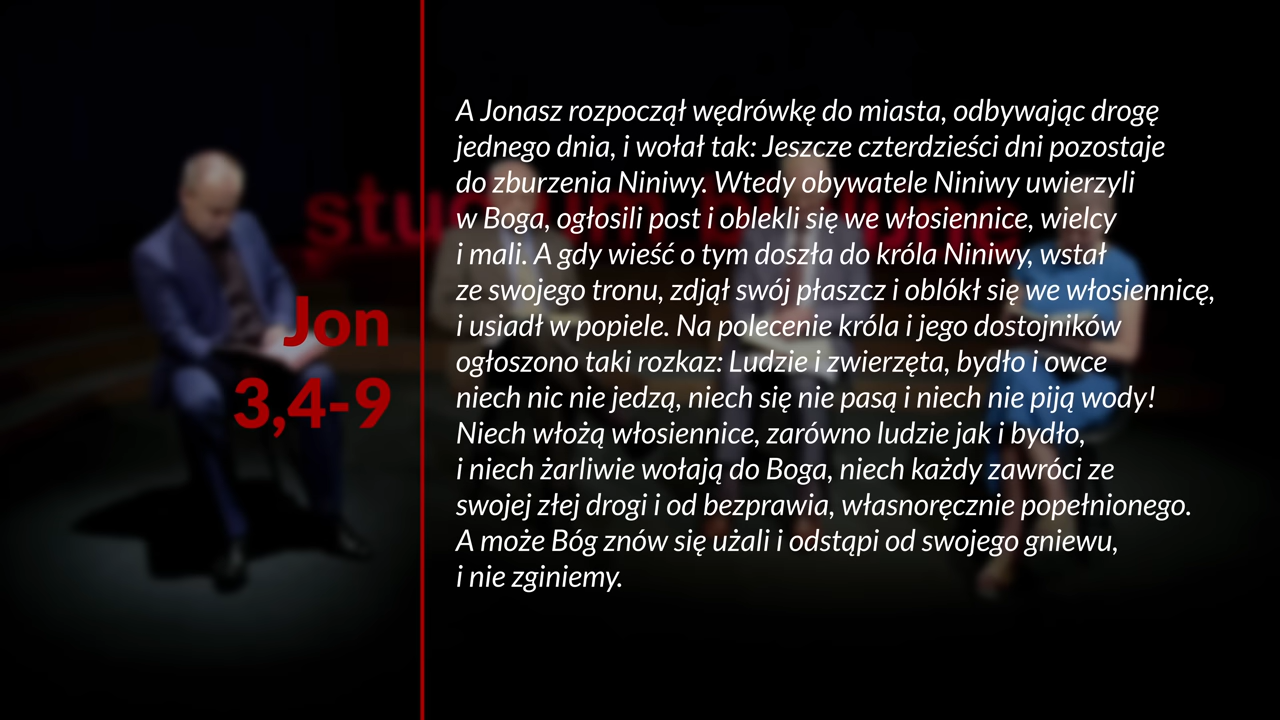 Jon
3,4-9
A Jonasz rozpoczął wędrówkę do miasta, odbywając drogę
jednego dnia, i wołał tak: Jeszcze czterdzieści dni pozostaje
do zburzenia Niniwy. Wtedy obywatele Niniwy uwierzyli
w Boga, ogłosili post i oblekli się we włosiennice, wielcy
i mali. A gdy wieść o tym doszła do króla Niniwy, wstał
ze swojego tronu, zdjął swój płaszcz i oblókł się we włosiennicę,
i usiadł w popiele. Na polecenie króla i jego dostojników
ogłoszono taki rozkaz: Ludzie i zwierzęta, bydło i owce
niech nic nie jedzą, niech się nie pasą i niech nie piją wody!
Niech włożą włosiennice, zarówno ludzie jak i bydło,
i niech żarliwie wołają do Boga, niech każdy zawróci ze
swojej złej drogi i od bezprawia, własnoręcznie popełnionego.
A może Bóg znów się użali i odstąpi od swojego gniewu,
i nie zginiemy.